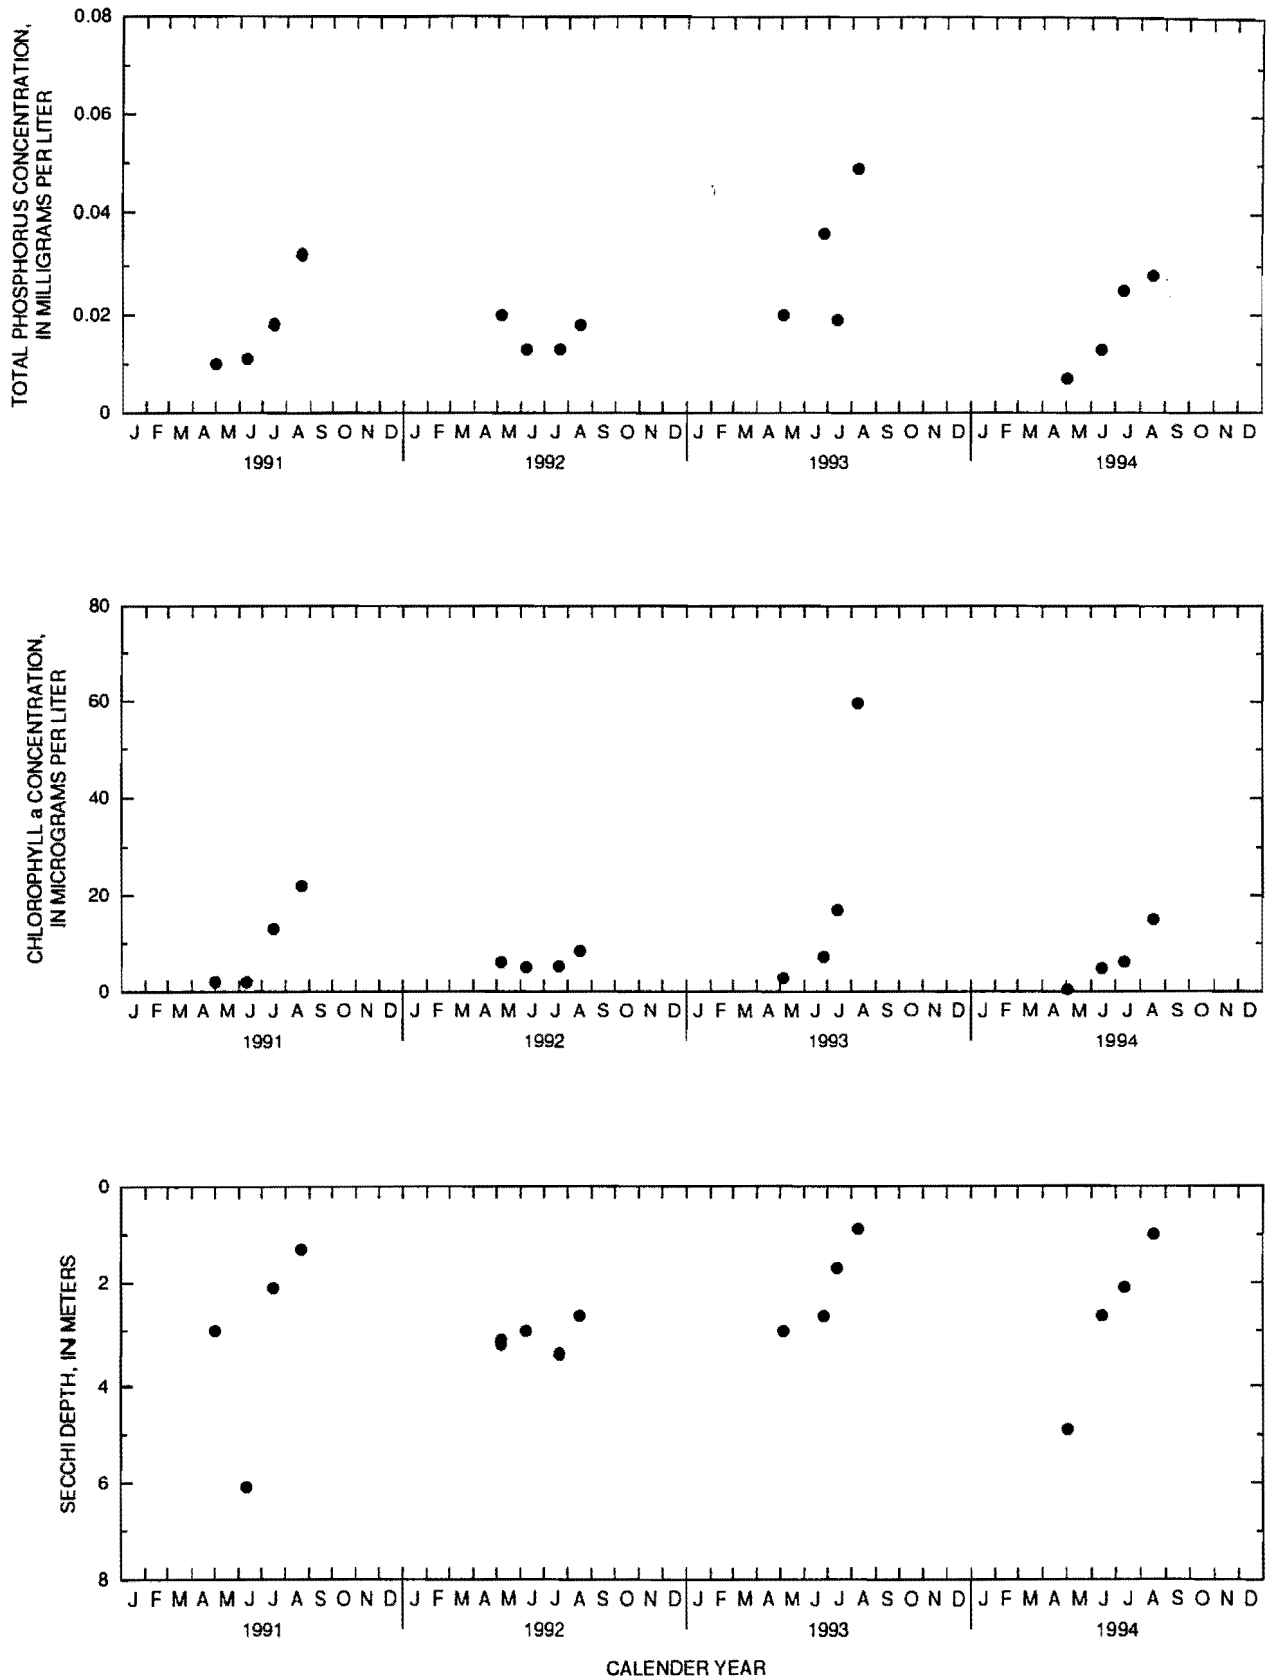 TOTAL PHOSPHORUS CONCENTRATION,
IN MILLIGRAMS PER LITER
0.08
0.06
0.04
0.02
0
J F M A M J J A S O N D J F M A M J J A S O N D J F M A M J J A S O N D J F M A M J J A S O N D
1991 1992 1993 1994
CHLOROPHYLL a CONCENTRATION,
IN MICROGRAMS PER LITER
80
60
40
20
0
J F M A M J J A S O N D J F M A M J J A S O N D J F M A M J J A S O N D J F M A M J J A S O N D
1991 1992 1993 1994
SECCHI DEPTH, IN METERS
0
2
4
6
8
J F M A M J J A S O N D J F M A M J J A S O N D J F M A M J J A S O N D J F M A M J J A S O N D
1991 1992 1993 1994
CALENDER YEAR